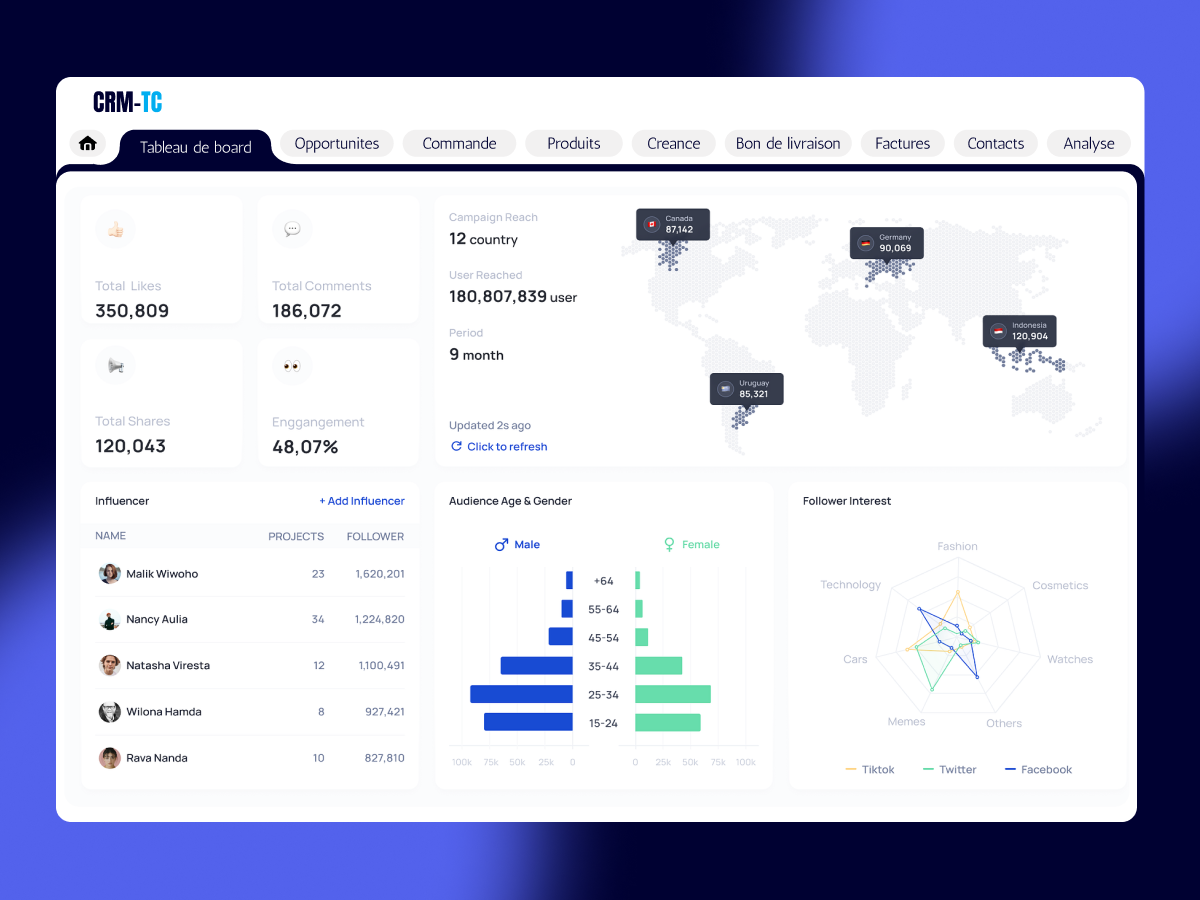 CRM-TC
Tableau de board
Opportunites
Commande
Produits
Creance
Bon de livraison
Factures
Contacts
Analyse
Total Likes
350,809
Total Comments
186,072
Total Shares
120,043
Enggangement
48,07%
Campaign Reach
12 country
User Reached
180,807,839 user
Period
9 month
Updated 2s ago
Click to refresh
Canada
87,142
Germany
90,069
Indonesia
120,904
Uruguay
85,321
Influencer
+ Add Influencer
NAME PROJECTS FOLLOWER
Malik Wiwoho 23 1,620,201
Nancy Aulia 34 1,224,820
Natasha Viresta 12 1,100,491
Wilona Hamda 8 927,421
Rava Nanda 10 827,810
Audience Age & Gender
Male
Female
+64
55-64
45-54
35-44
25-34
15-24
100k 75k 50k 25k 0
0 25k 50k 75k 100k
Follower Interest
Fashion
Technology
Cosmetics
Cars
Watches
Memes
Others
Tiktok
Twitter
Facebook